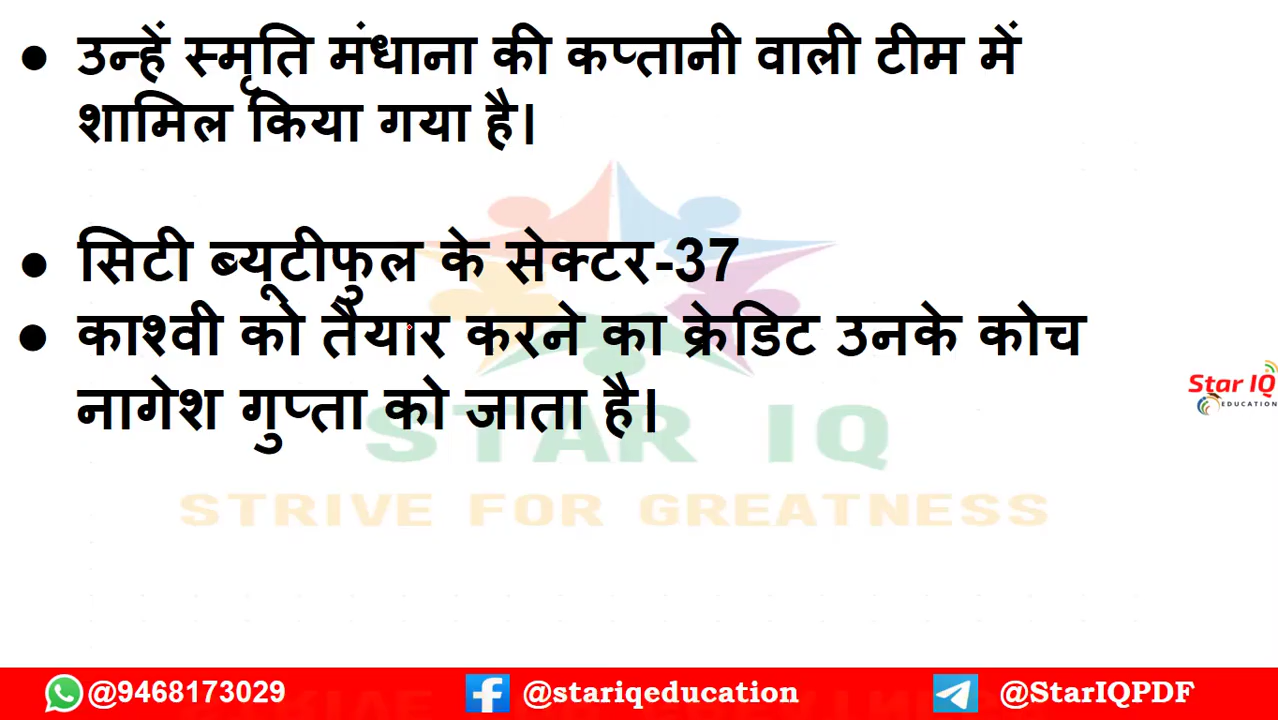 ● उन्हें स्मृति मंधाना की कप्तानी वाली टीम में
शामिल किया गया है।
● सिटी ब्यूटीफुल के सेक्टर-37
● काश्वी को तैयार करने का क्रेडिट उनके कोच
नागेश गुप्ता को जाता है।
Star IQ
EDUCATION
STAR IQ
STRIVE FOR GREATNESS
@9468173029 @stariqeducation @StarIQPDF